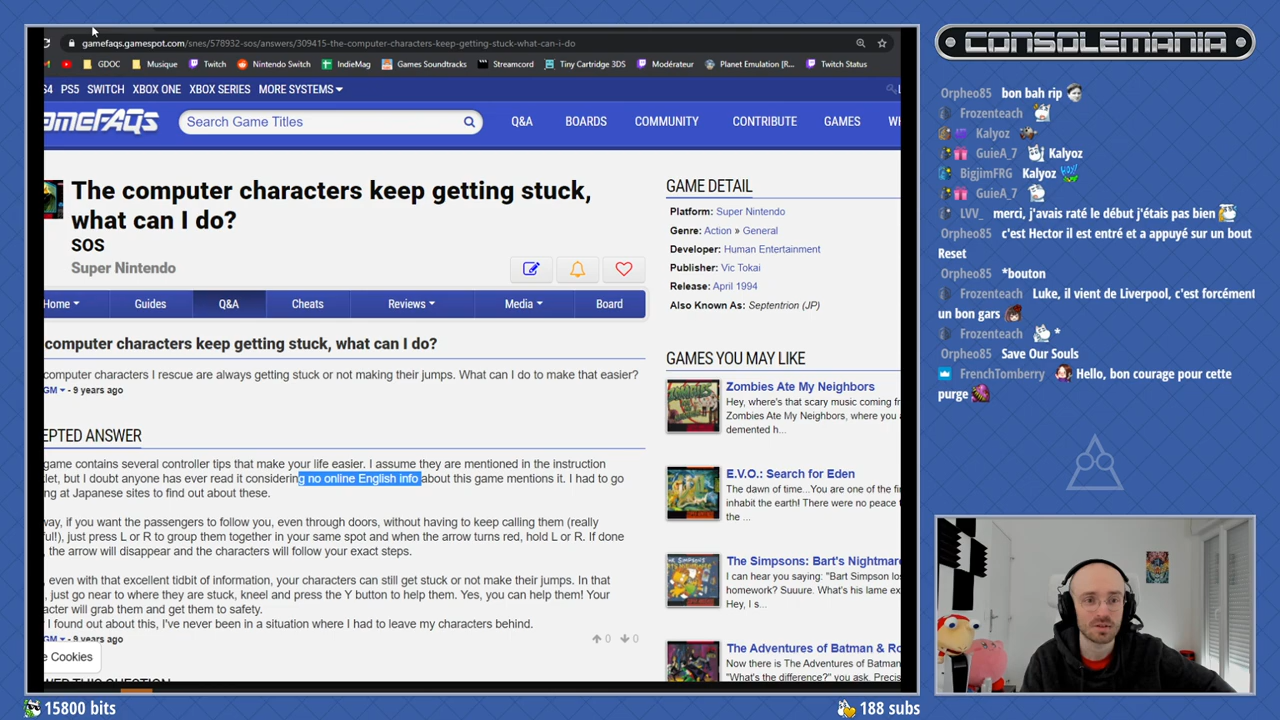 gamefaqs.gamespot.com/snes/578932-sos/answers/309415-the-computer-characters-keep-getting-stuck-what-can-i-do
GDOC Musique Twitch Nintendo Switch IndieMag Games Soundtracks Streamcord Tiny Cartridge 3DS Modérateur Planet Emulation [R... Twitch Status
S4 PS5 SWITCH XBOX ONE XBOX SERIES MORE SYSTEMS
ameFAQs Search Game Titles Q&A BOARDS COMMUNITY CONTRIBUTE GAMES
The computer characters keep getting stuck,
what can I do?
SOS
Super Nintendo
Home Guides Q&A Cheats Reviews Media Board
computer characters keep getting stuck, what can I do?
computer characters I rescue are always getting stuck or not making their jumps. What can I do to make that easier?
GM - 9 years ago
EPTED ANSWER
game contains several controller tips that make your life easier. I assume they are mentioned in the instruction
let, but I doubt anyone has ever read it considering no online English info about this game mentions it. I had to go
ng at Japanese sites to find out about these.
way, if you want the passengers to follow you, even through doors, without having to keep calling them (really
ful!), just press L or R to group them together in your same spot and when the arrow turns red, hold L or R. If done
, the arrow will disappear and the characters will follow your exact steps.
, even with that excellent tidbit of information, your characters can still get stuck or not make their jumps. In that
, just go near to where they are stuck, kneel and press the Y button to help them. Yes, you can help them! Your
acter will grab them and get them to safety.
I found out about this, I've never been in a situation where I had to leave my characters behind.
GM - 9 years ago
0 0
e Cookies
GAME DETAIL
Platform: Super Nintendo
Genre: Action » General
Developer: Human Entertainment
Publisher: Vic Tokai
Release: April 1994
Also Known As: Septentrion (JP)
GAMES YOU MAY LIKE
Zombies Ate My Neighbors
Hey, where's that scary music coming fr
Zombies Ate My Neighbors, where you a
demented h...
E.V.O.: Search for Eden
The dawn of time...You are one of the fi
inhabit the earth! There were no peace t
the ...
The Simpsons: Bart's Nightmare
I can hear you saying: "Bart Simpson los
homework? Suuure. What's his lame ex
Hey, I s...
The Adventures of Batman & Ro
Now there is The Adventures of Batman
"What's the difference?" you ask. Precis
CONSOLEMANIA
Orpheo85 bon bah rip
Frozenteach
Kalyoz
GuieA_7 Kalyoz
BigjimFRG Kalyoz
GuieA_7
LVV_ merci, j'avais raté le début j'étais pas bien
Orpheo85 c'est Hector il est entré et a appuyé sur un bout
Reset
Orpheo85 *bouton
Frozenteach Luke, il vient de Liverpool, c'est forcément
un bon gars
Frozenteach *
Orpheo85 Save Our Souls
FrenchTomberry Hello, bon courage pour cette
purge
15800 bits
188 subs